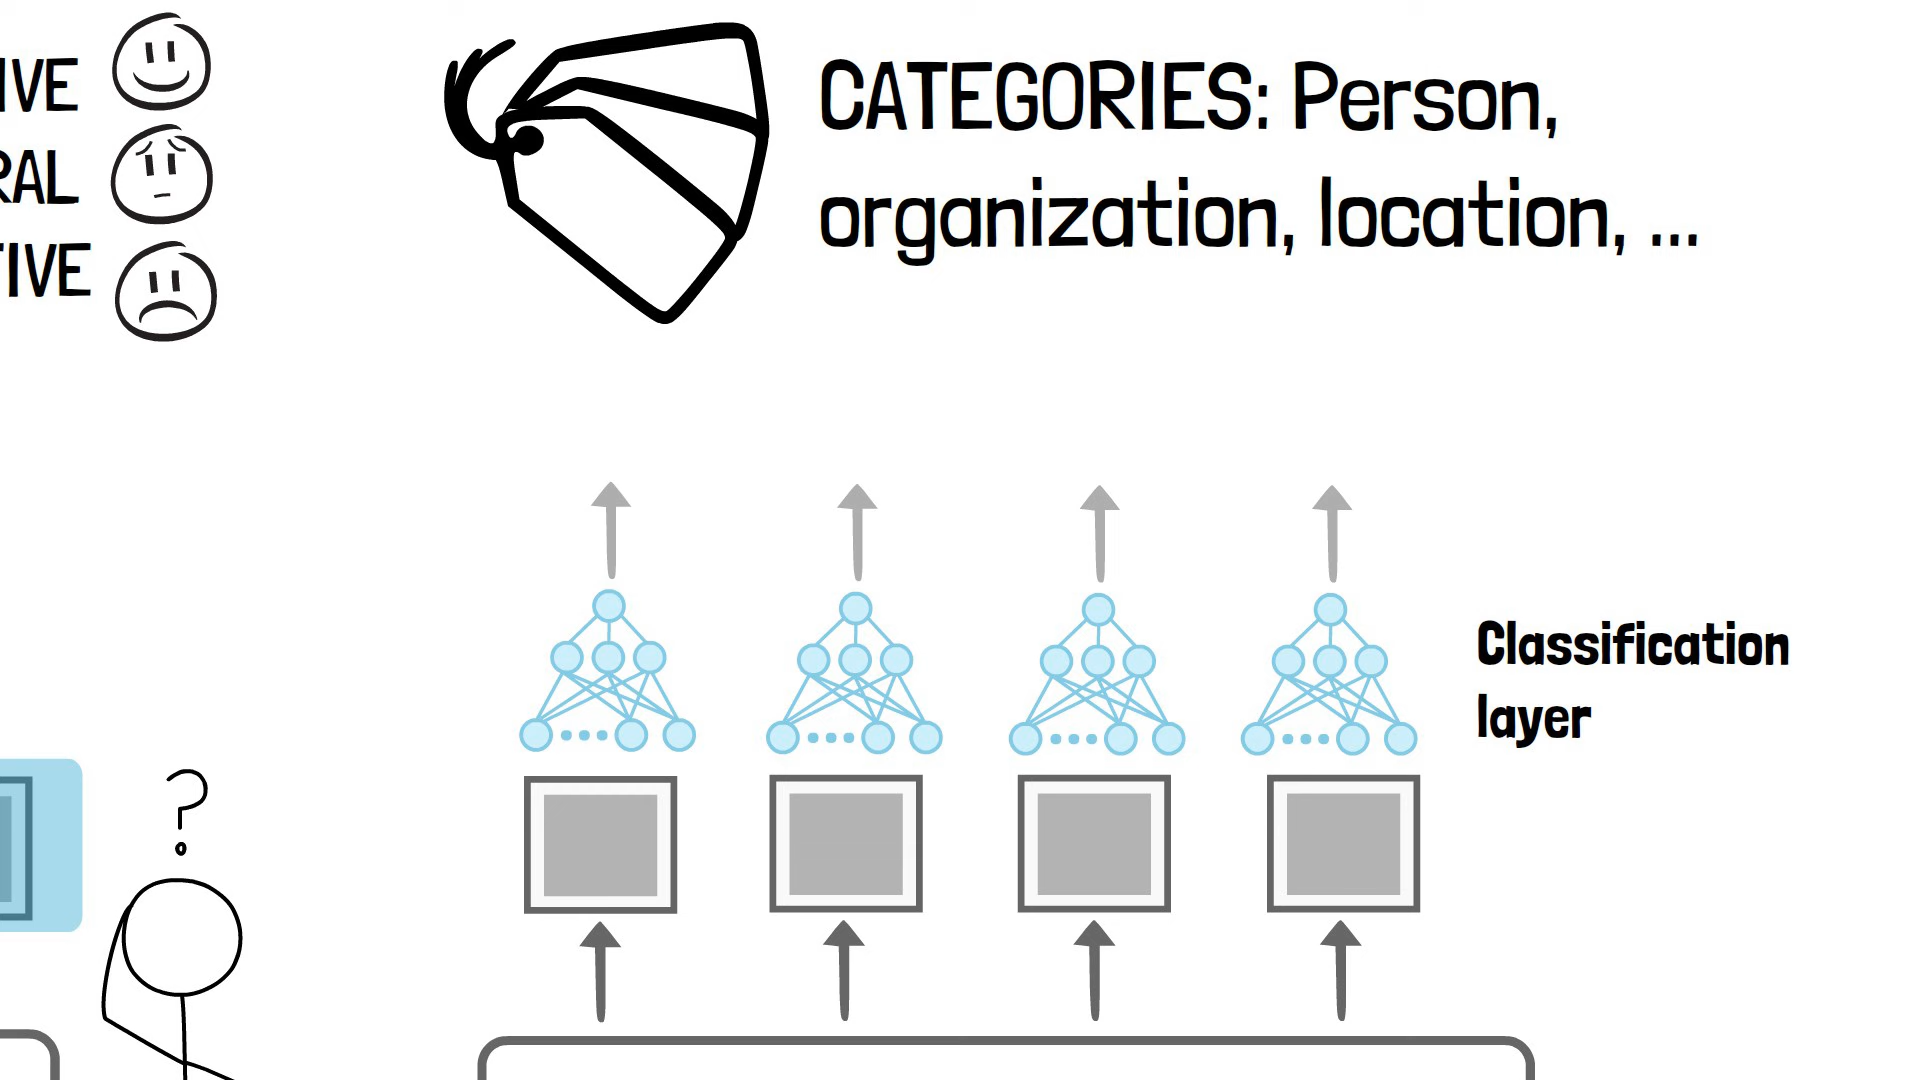 IVE
RAL
TIVE
CATEGORIES: Person,
organization, location, ...
Classification
layer
?